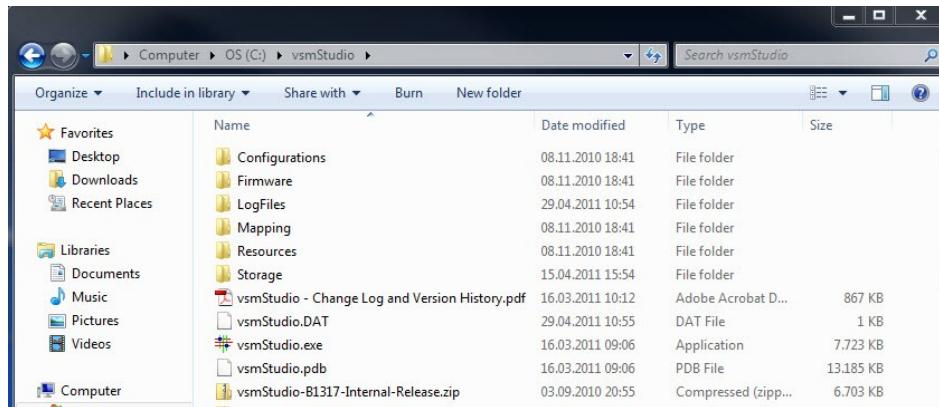 Computer ▸ OS (C:) ▸ vsmStudio ▸ Search vsmStudio
Organize Include in library Share with Burn New folder
Favorites
Desktop
Downloads
Recent Places
Libraries
Documents
Music
Pictures
Videos
Computer
Name Date modified Type Size
Configurations 08.11.2010 18:41 File folder
Firmware 08.11.2010 18:41 File folder
LogFiles 29.04.2011 10:54 File folder
Mapping 08.11.2010 18:41 File folder
Resources 08.11.2010 18:41 File folder
Storage 15.04.2011 15:54 File folder
vsmStudio - Change Log and Version History.pdf 16.03.2011 10:12 Adobe Acrobat D... 867 KB
vsmStudio.DAT 29.04.2011 10:55 DAT File 1 KB
vsmStudio.exe 16.03.2011 09:06 Application 7.723 KB
vsmStudio.pdb 16.03.2011 09:06 PDB File 13.185 KB
vsmStudio-B1317-Internal-Release.zip 03.09.2010 20:55 Compressed (zipp... 6.703 KB